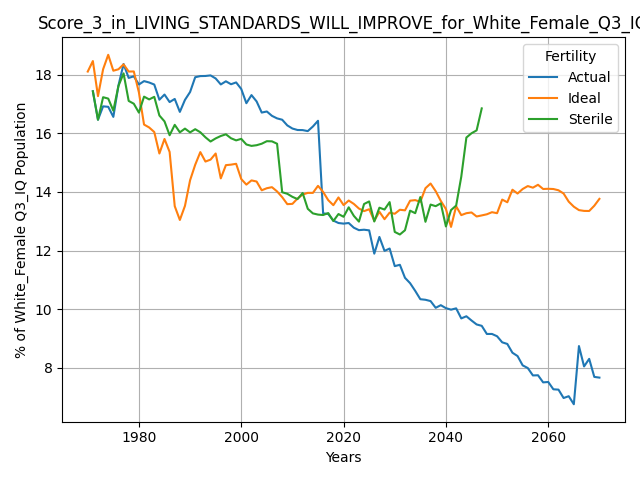 Score_3_in_LIVING_STANDARDS_WILL_IMPROVE_for_White_Female_Q3_IQ
Fertility
Actual
Ideal
Sterile
% of White_Female Q3_IQ Population
18
16
14
12
10
8
1980 2000 2020 2040 2060
Years